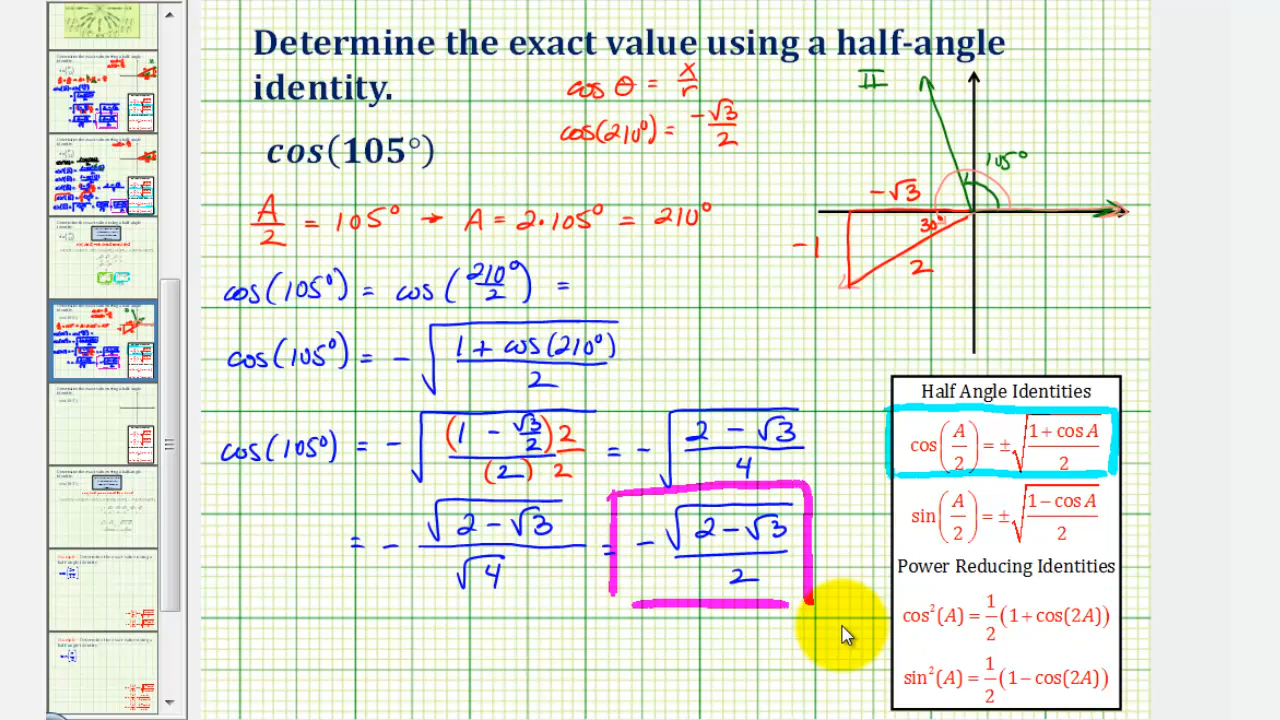 Determine the exact value using a half-angle
identity.
cos θ = x/r
cos(210°) = -√3/2
cos(105°)
A/2 = 105° → A = 2·105° = 210°
cos(105°) = cos(210°/2) =
cos(105°) = -√((1 + cos(210°))/2)
cos(105°) = -√((1 - √3/2)2/(2)2) = -√((2 - √3)/4)
= -√(2 - √3)/√4 = -√(2 - √3)/2
II
105°
-√3
30°
-1
2
Half Angle Identities
cos(A/2) = ±√((1 + cos A)/2)
sin(A/2) = ±√((1 - cos A)/2)
Power Reducing Identities
cos²(A) = 1/2(1 + cos(2A))
sin²(A) = 1/2(1 - cos(2A))